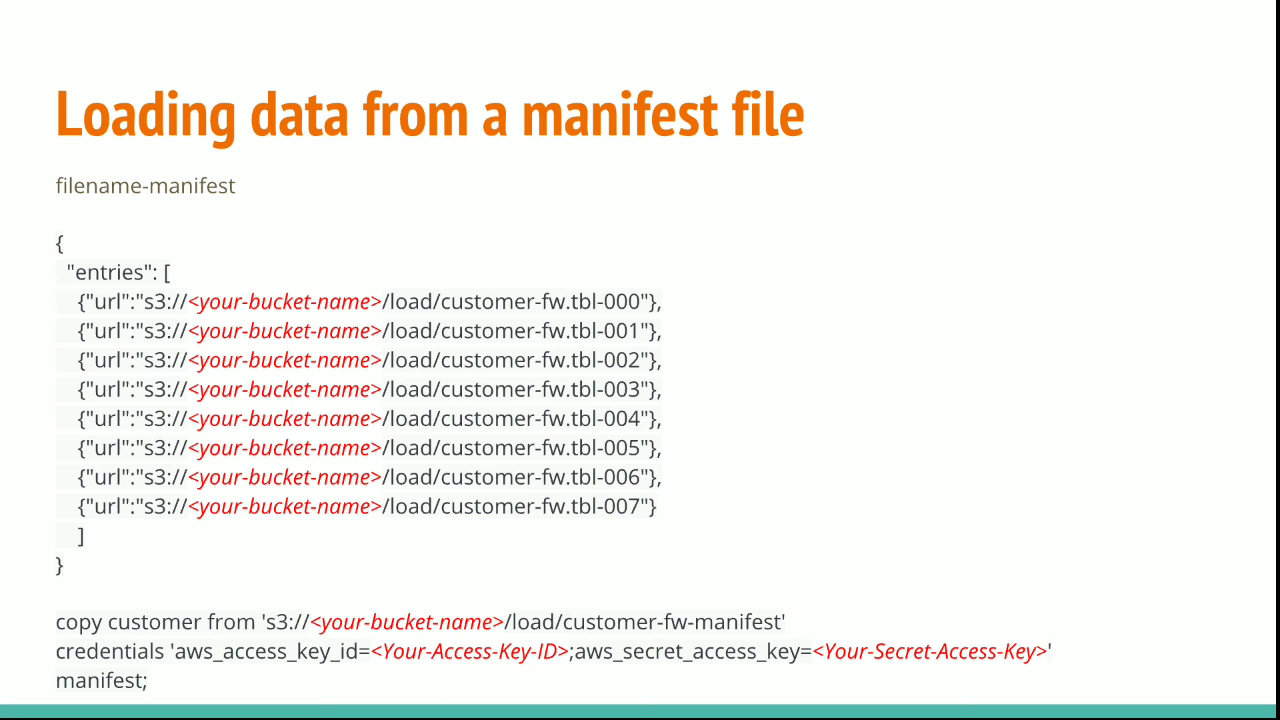 Loading data from a manifest file
filename-manifest
{
"entries": [
{"url":"s3://<your-bucket-name>/load/customer-fw.tbl-000"},
{"url":"s3://<your-bucket-name>/load/customer-fw.tbl-001"},
{"url":"s3://<your-bucket-name>/load/customer-fw.tbl-002"},
{"url":"s3://<your-bucket-name>/load/customer-fw.tbl-003"},
{"url":"s3://<your-bucket-name>/load/customer-fw.tbl-004"},
{"url":"s3://<your-bucket-name>/load/customer-fw.tbl-005"},
{"url":"s3://<your-bucket-name>/load/customer-fw.tbl-006"},
{"url":"s3://<your-bucket-name>/load/customer-fw.tbl-007"}
]
}
copy customer from 's3://<your-bucket-name>/load/customer-fw-manifest'
credentials 'aws_access_key_id=<Your-Access-Key-ID>;aws_secret_access_key=<Your-Secret-Access-Key>'
manifest;